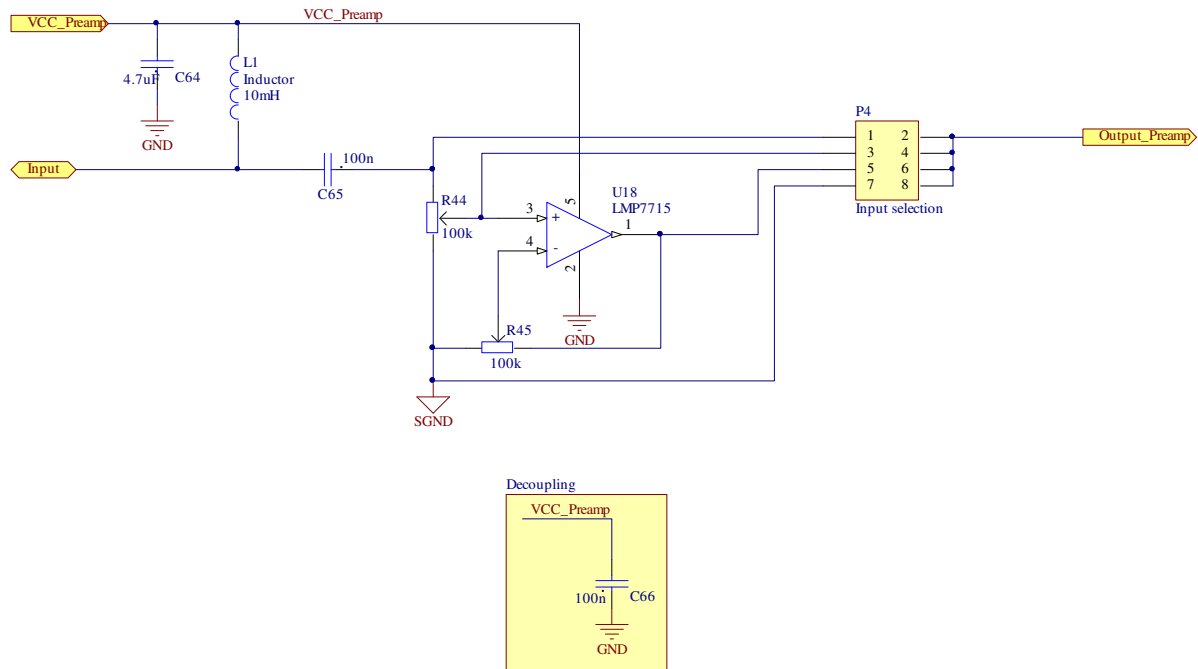 VCC_Preamp
VCC_Preamp
4.7uF
C64
GND
L1
Inductor
10mH
Input
.100n
C65
R44
100k
3
4
+
-
5
2
U18
LMP7715
1
GND
R45
100k
SGND
P4
1 2
3 4
5 6
7 8
Input selection
Output_Preamp
Decoupling
VCC_Preamp
100n
C66
GND